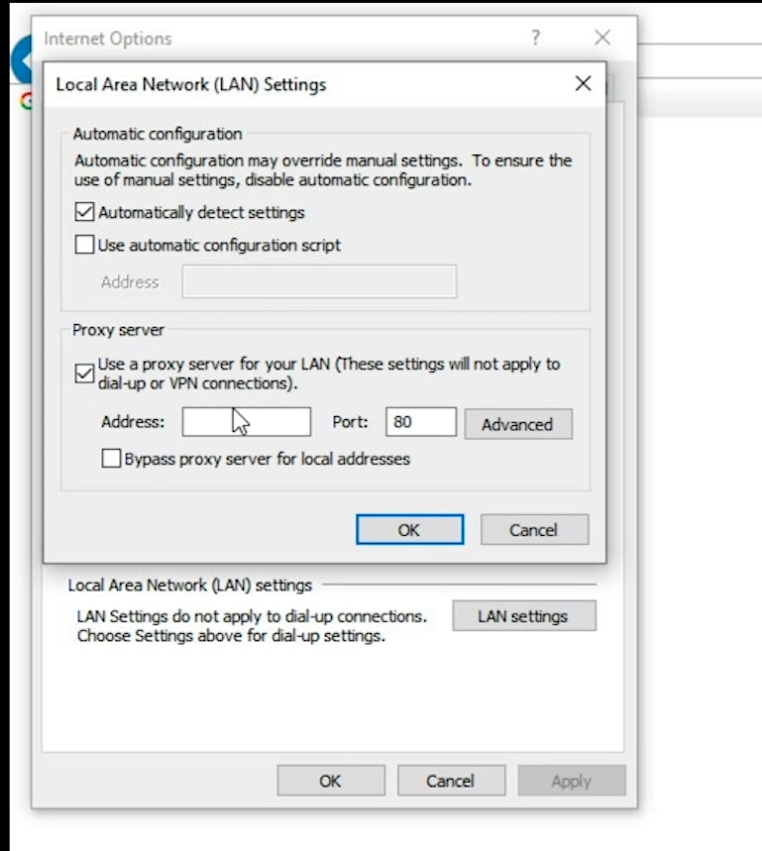 Internet Options
?
Local Area Network (LAN) Settings
Automatic configuration
Automatic configuration may override manual settings. To ensure the
use of manual settings, disable automatic configuration.
Automatically detect settings
Use automatic configuration script
Address
Proxy server
Use a proxy server for your LAN (These settings will not apply to
dial-up or VPN connections).
Address: Port: 80 Advanced
Bypass proxy server for local addresses
OK Cancel
Local Area Network (LAN) settings
LAN Settings do not apply to dial-up connections.
Choose Settings above for dial-up settings.
LAN settings
OK Cancel Apply